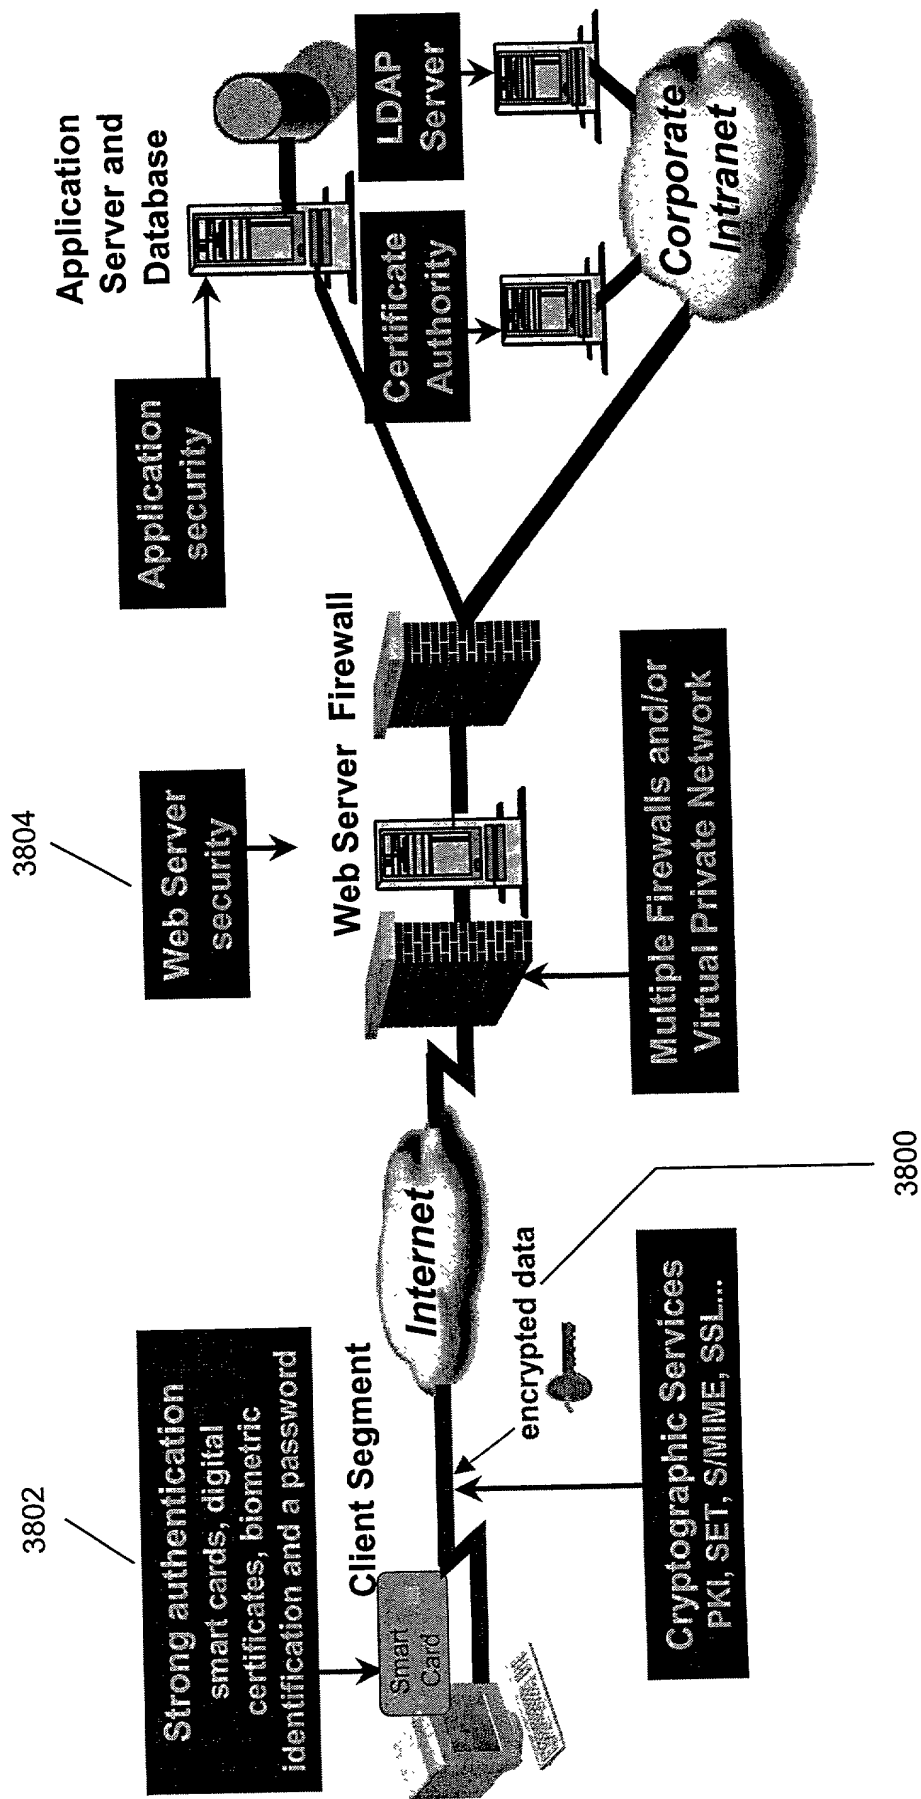 3802
3804
Strong authentication
smart cards, digital
certificates, biometric
identification and a password
Web Server
security
Application
security
Application
Server and
Database
Client Segment
Web Server
Firewall
Smart
Card
Internet
Certificate
Authority
LDAP
Server
encrypted data
Corporate
Intranet
Cryptographic Services
PKI, SET, S/MIME, SSL...
Multiple Firewalls and/or
Virtual Private Network
3800